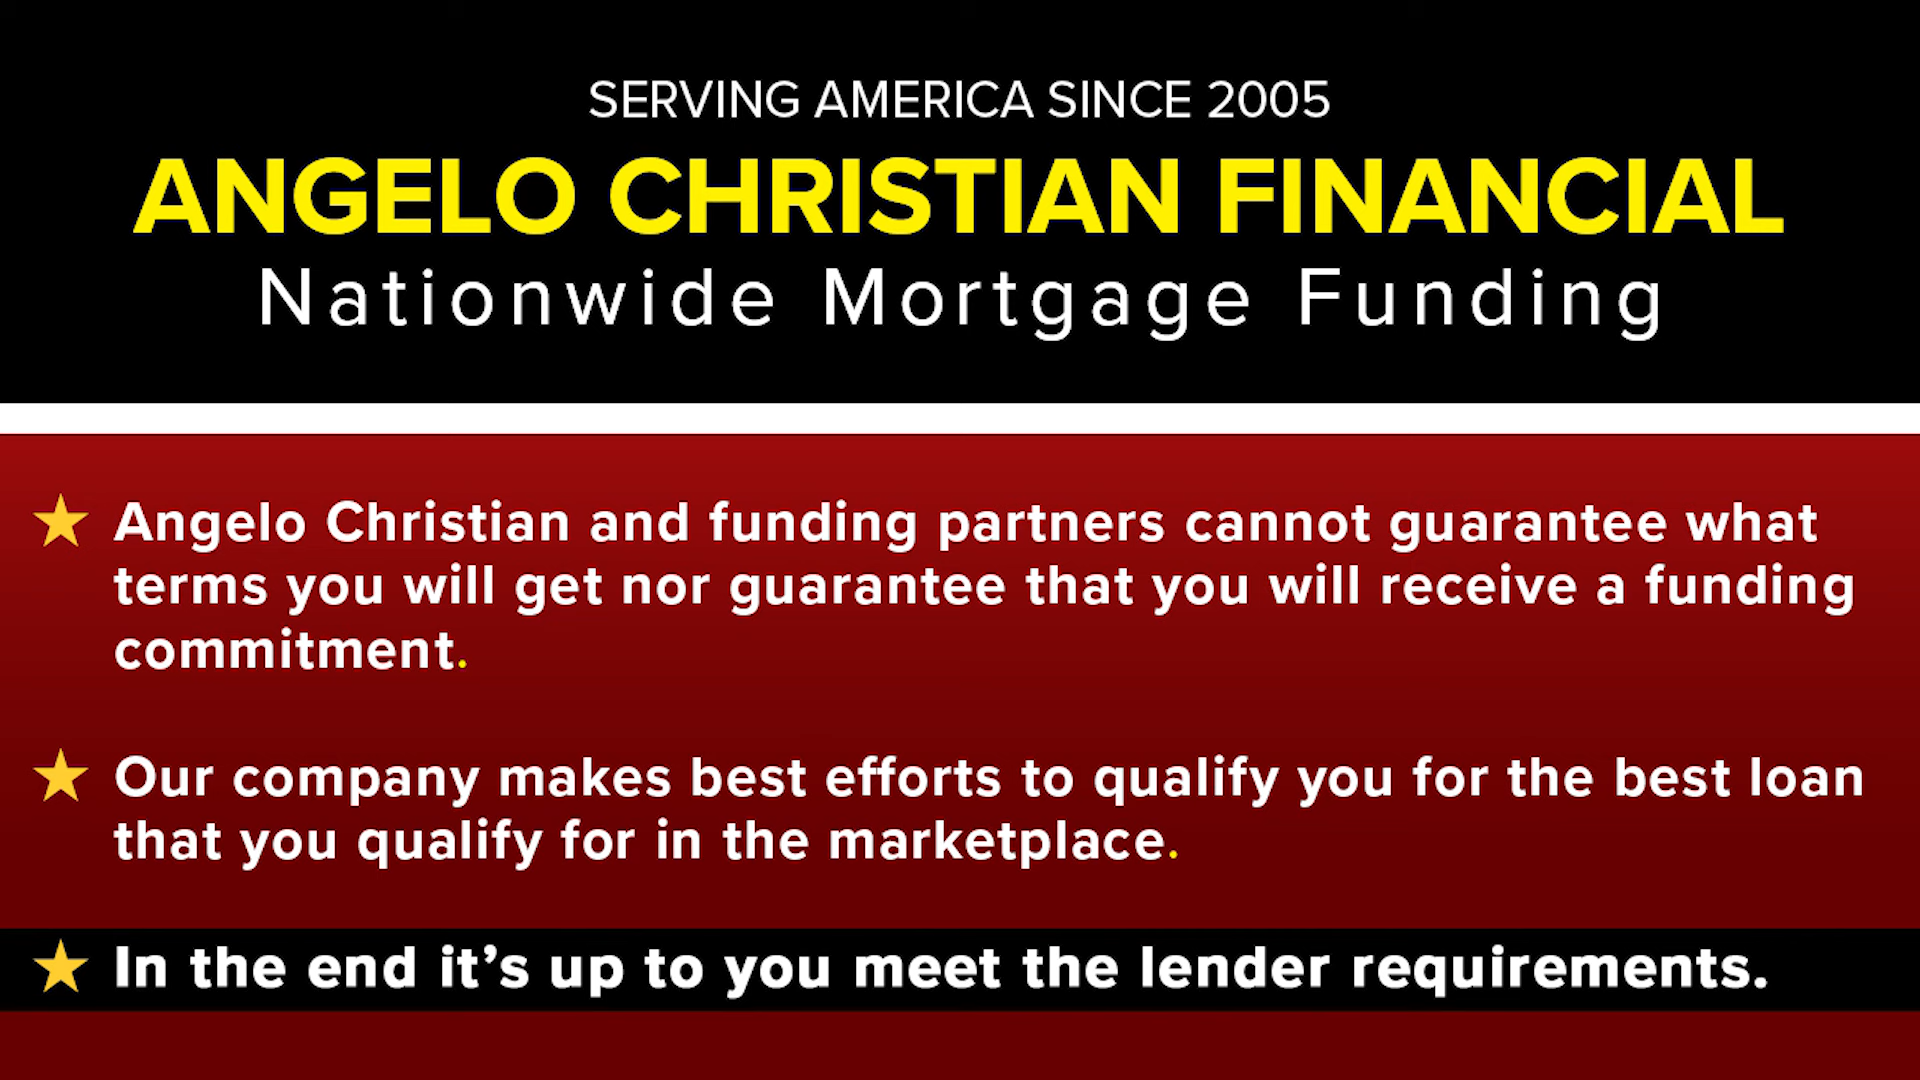 SERVING AMERICA SINCE 2005
ANGELO CHRISTIAN FINANCIAL
Nationwide Mortgage Funding
Angelo Christian and funding partners cannot guarantee what
terms you will get nor guarantee that you will receive a funding
commitment.
Our company makes best efforts to qualify you for the best loan
that you qualify for in the marketplace.
In the end it’s up to you meet the lender requirements.